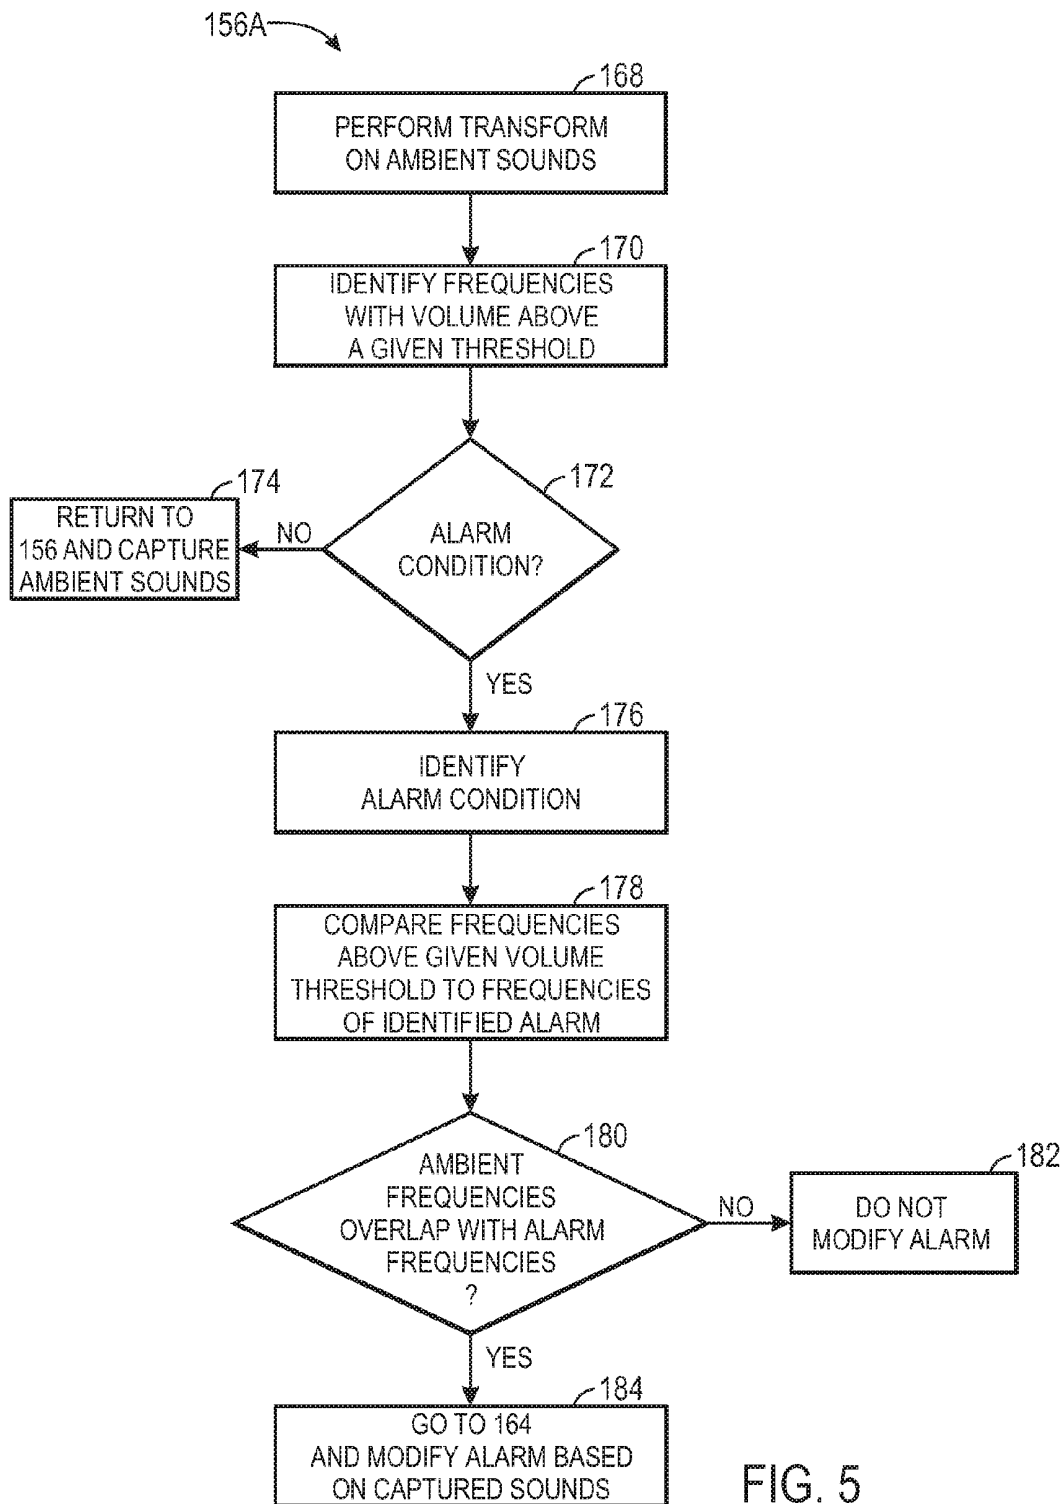 156A
168
PERFORM TRANSFORM
ON AMBIENT SOUNDS
170
IDENTIFY FREQUENCIES
WITH VOLUME ABOVE
A GIVEN THRESHOLD
172
ALARM
CONDITION?
NO
174
RETURN TO
156 AND CAPTURE
AMBIENT SOUNDS
YES
176
IDENTIFY
ALARM CONDITION
178
COMPARE FREQUENCIES
ABOVE GIVEN VOLUME
THRESHOLD TO FREQUENCIES
OF IDENTIFIED ALARM
180
AMBIENT
FREQUENCIES
OVERLAP WITH ALARM
FREQUENCIES
?
NO
182
DO NOT
MODIFY ALARM
YES
184
GO TO 164
AND MODIFY ALARM BASED
ON CAPTURED SOUNDS
FIG. 5